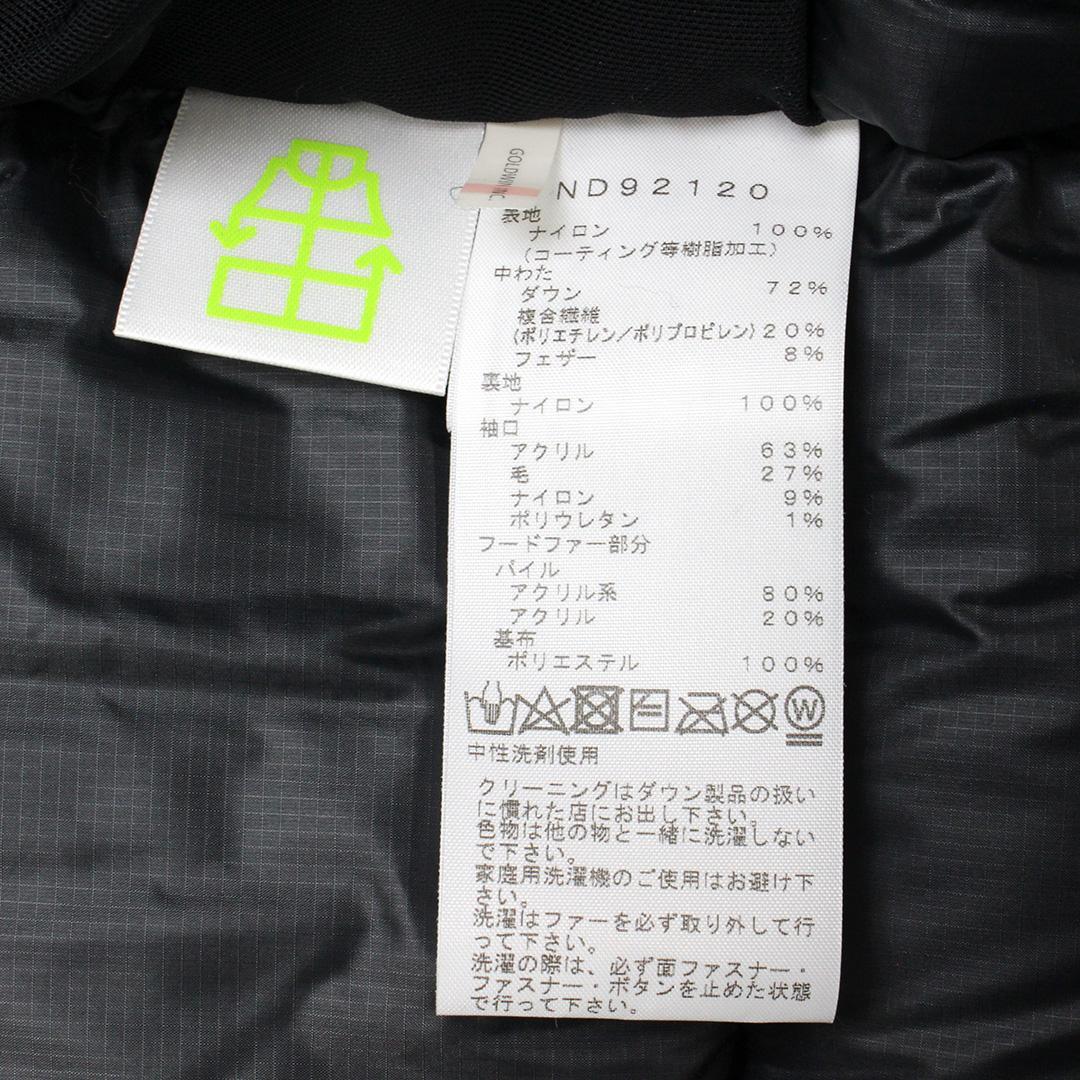 GOLDWIN INC
ND92120
表地
ナイロン 100%
(コーティング等樹脂加工)
中わた
ダウン 72%
複合繊維
(ポリエチレン/ポリプロピレン) 20%
フェザー 8%
裏地
ナイロン 100%
袖口
アクリル 63%
毛 27%
ナイロン 9%
ポリウレタン 1%
フードファー部分
パイル
アクリル系 80%
アクリル 20%
基布
ポリエステル 100%
W
中性洗剤使用
クリーニングはダウン製品の扱い
に慣れた店にお出し下さい。
色物は他の物と一緒に洗濯しない
で下さい。
家庭用洗濯機のご使用はお避け下
さい。
洗濯はファーを必ず取り外して行
って下さい。
洗濯の際は、必ず面ファスナー・
ファスナー・ボタンを止めた状態
で行って下さい。